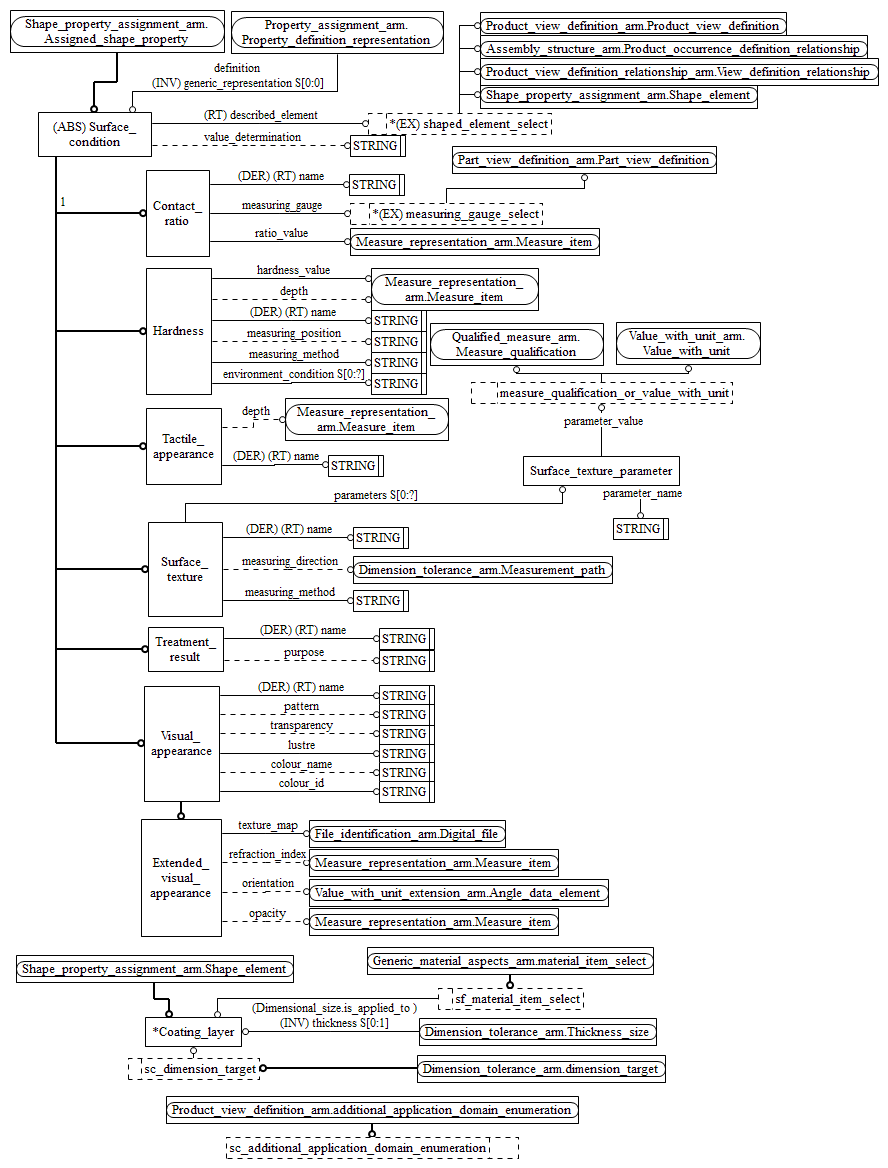 Shape_property_assignment_arm.
Assigned_shape_property
Property_assignment_arm.
Property_definition_representation
Product_view_definition_arm.Product_view_definition
Assembly_structure_arm.Product_occurrence_definition_relationship
Product_view_definition_relationship_arm.View_definition_relationship
Shape_property_assignment_arm.Shape_element
definition
(INV) generic_representation S[0:0]
(ABS) Surface_
condition
(RT) described_element
*(EX) shaped_element_select
value_determination
STRING
Part_view_definition_arm.Part_view_definition
1
Contact_
ratio
(DER) (RT) name
STRING
measuring_gauge
*(EX) measuring_gauge_select
ratio_value
Measure_representation_arm.Measure_item
Hardness
hardness_value
depth
Measure_representation_
arm.Measure_item
(DER) (RT) name
STRING
measuring_position
STRING
measuring_method
STRING
environment_condition S[0:?]
STRING
Qualified_measure_arm.
Measure_qualification
Value_with_unit_arm.
Value_with_unit
measure_qualification_or_value_with_unit
parameter_value
Tactile_
appearance
depth
Measure_representation_
arm.Measure_item
(DER) (RT) name
STRING
Surface_texture_parameter
parameters S[0:?]
parameter_name
STRING
Surface_
texture
(DER) (RT) name
STRING
measuring_direction
Dimension_tolerance_arm.Measurement_path
measuring_method
STRING
Treatment_
result
(DER) (RT) name
STRING
purpose
STRING
Visual_
appearance
(DER) (RT) name
STRING
pattern
STRING
transparency
STRING
lustre
STRING
colour_name
STRING
colour_id
STRING
Extended_
visual_
appearance
texture_map
File_identification_arm.Digital_file
refraction_index
Measure_representation_arm.Measure_item
orientation
Value_with_unit_extension_arm.Angle_data_element
opacity
Measure_representation_arm.Measure_item
Shape_property_assignment_arm.Shape_element
Generic_material_aspects_arm.material_item_select
sf_material_item_select
(Dimensional_size.is_applied_to )
(INV) thickness S[0:1]
*Coating_layer
Dimension_tolerance_arm.Thickness_size
sc_dimension_target
Dimension_tolerance_arm.dimension_target
Product_view_definition_arm.additional_application_domain_enumeration
sc_additional_application_domain_enumeration